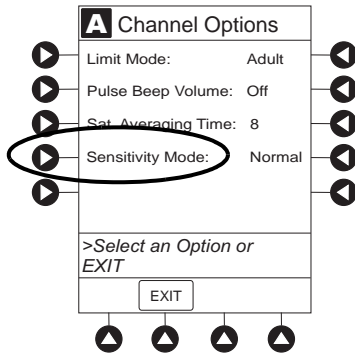 A Channel Options
Limit Mode: Adult
Pulse Beep Volume: Off
Sat. Averaging Time: 8
Sensitivity Mode: Normal
>Select an Option or
EXIT
EXIT